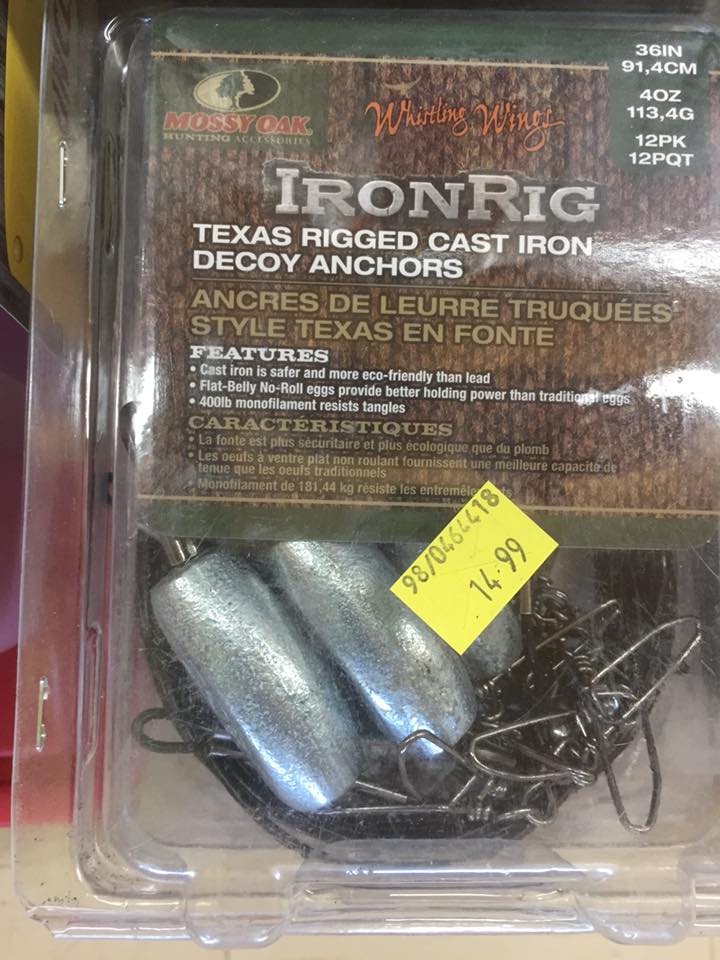 36IN
91,4CM
4OZ
113,4G
12PK
12PQT
MOSSY OAK
HUNTING ACCESSORIES
Whistling Wings
IRONRIG
TEXAS RIGGED CAST IRON
DECOY ANCHORS
ANCRES DE LEURRE TRUQUÉES
STYLE TEXAS EN FONTE
FEATURES
• Cast iron is safer and more eco-friendly than lead
• Flat-Belly No-Roll eggs provide better holding power than traditional eggs
• 400lb monofilament resists tangles
CARACTÉRISTIQUES
• La fonte est plus sécuritaire et plus écologique que du plomb
• Les oeufs à ventre plat non roulant fournissent une meilleure capacité de
tenue que les oeufs traditionnels
• Monofilament de 181,44 kg résiste les
98/0464418
14.99